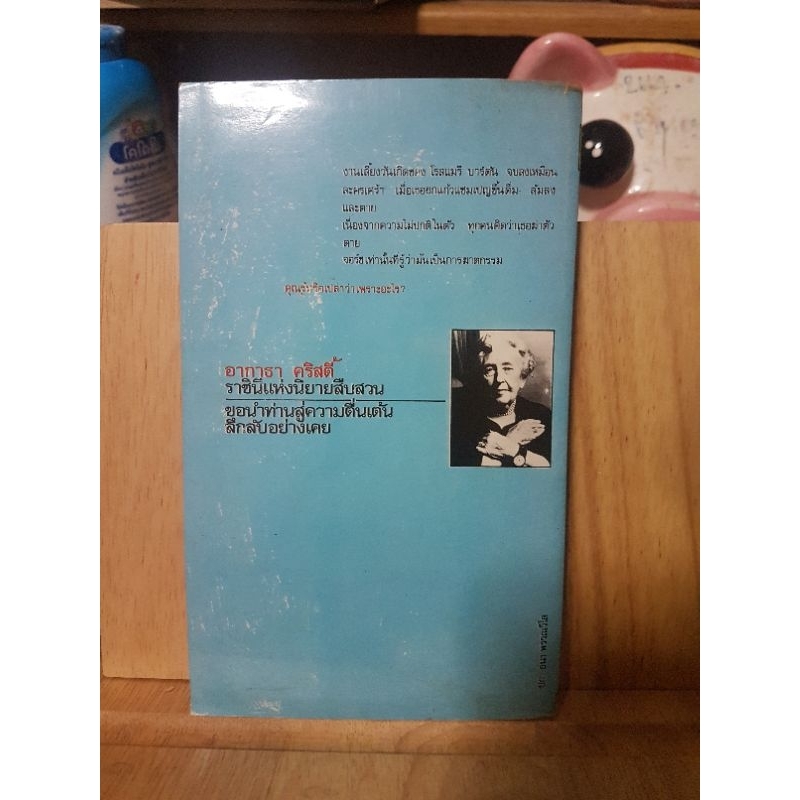 โคโดโม
งานเลี้ยงวันเกิดของ โรสแมรี่ บาร์ตัน จบลงเหมือน
ละครเศร้า เมื่อเธอยกแก้วแชมเปญขึ้นดื่ม ล้มลง
และตาย
เนื่องจากความไม่ปกติในตัว ทุกคนคิดว่าเธอฆ่าตัว
ตาย
จอร์ชเท่านั้นที่รู้ว่ามันเป็นการฆาตกรรม
คุณรู้หรือเปล่าว่าเพราะอะไร?
อากาธา คริสตี้
ราชินีแห่งนิยายสืบสวน
ขอนำท่านสู่ความตื่นเต้น
ลึกลับอย่างเคย
ปก